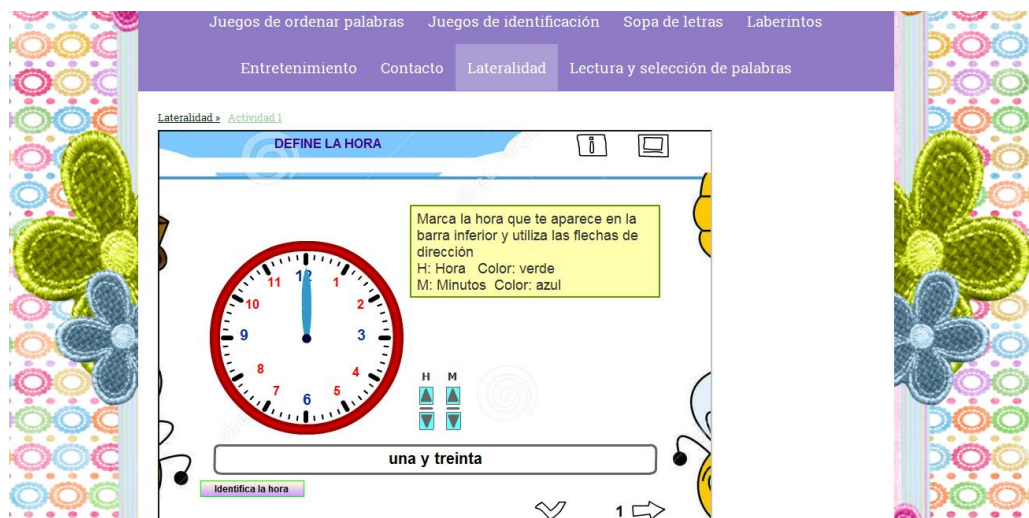 Juegos de ordenar palabras Juegos de identificación Sopa de letras Laberintos
Entretenimiento Contacto Lateralidad Lectura y selección de palabras
Lateralidad » Actividad 1
DEFINE LA HORA
i
Marca la hora que te aparece en la
barra inferior y utiliza las flechas de
dirección
H: Hora Color: verde
M: Minutos Color: azul
12
11 1
10 2
9 3
8 4
7 5
6
H M
una y treinta
Identifica la hora
1